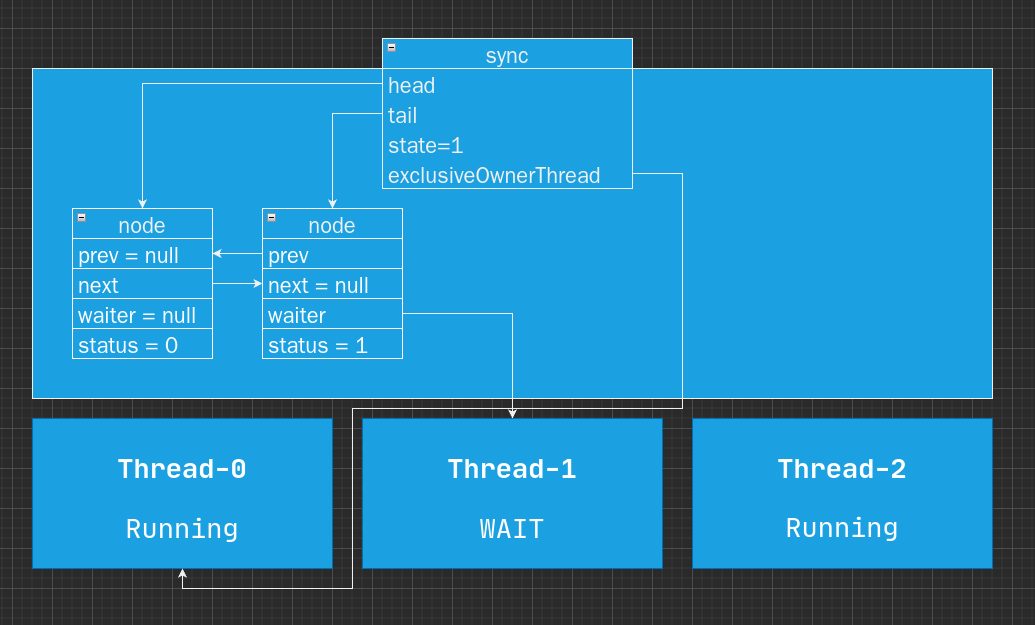 sync
head
tail
state=1
exclusiveOwnerThread
node
prev = null
next
waiter = null
status = 0
node
prev
next = null
waiter
status = 1
Thread-0
Running
Thread-1
WAIT
Thread-2
Running